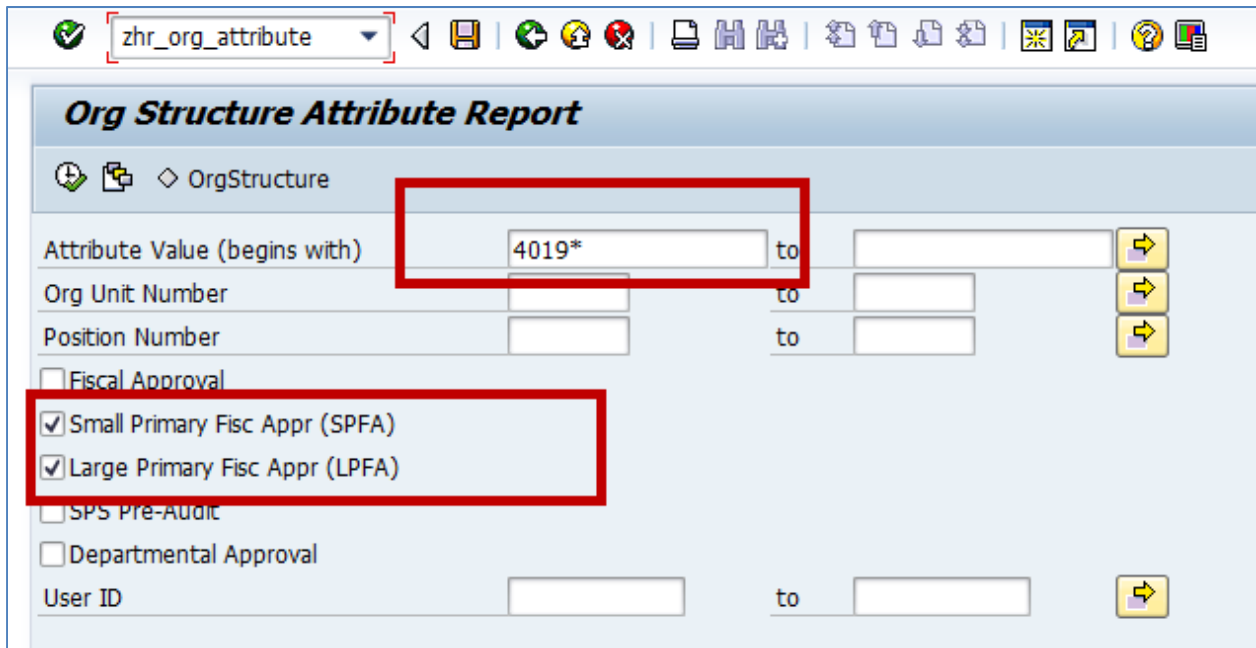 zhr_org_attribute
Org Structure Attribute Report
OrgStructure
Attribute Value (begins with) 4019* to
Org Unit Number to
Position Number to
Fiscal Approval
Small Primary Fisc Appr (SPFA)
Large Primary Fisc Appr (LPFA)
SPS Pre-Audit
Departmental Approval
User ID to